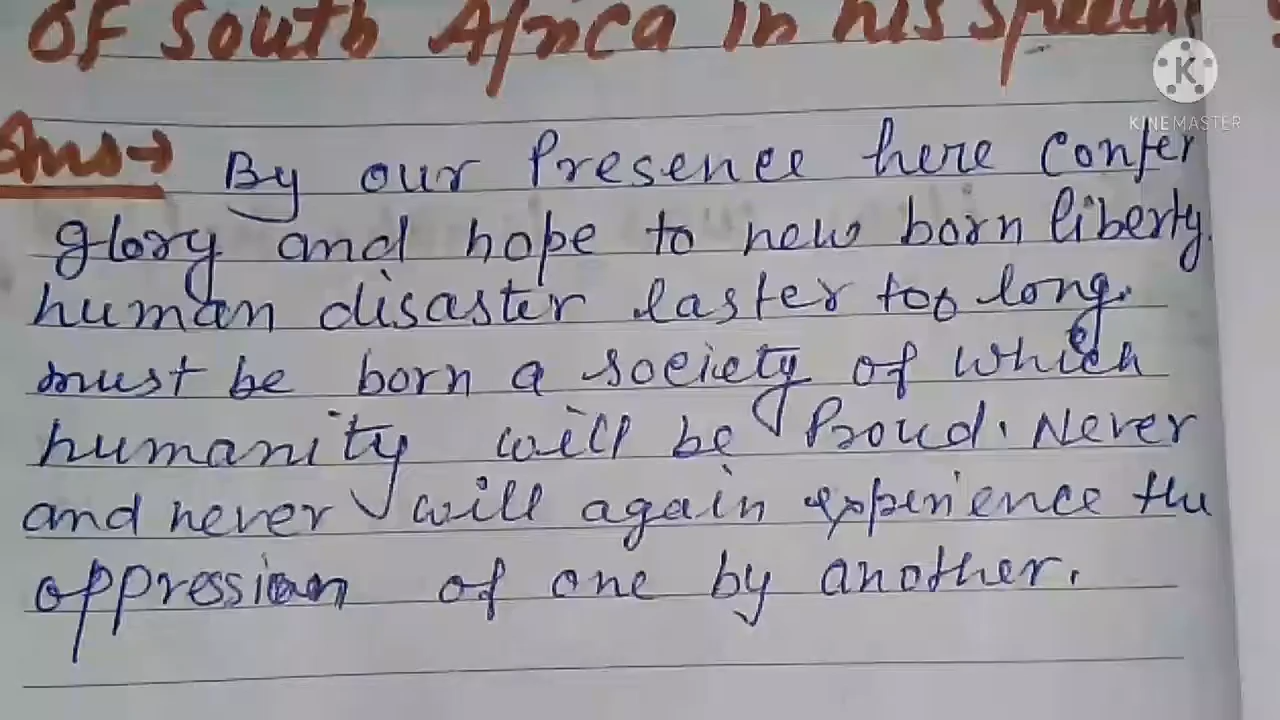 Of South Africa in his speech
KINEMASTER
Ans→ By our Presence here Confer
glory and hope to new born liberty.
human disaster laster too long.
must be born a society of which
humanity will be Proud. Never
and never will again experience the
oppression of one by another.